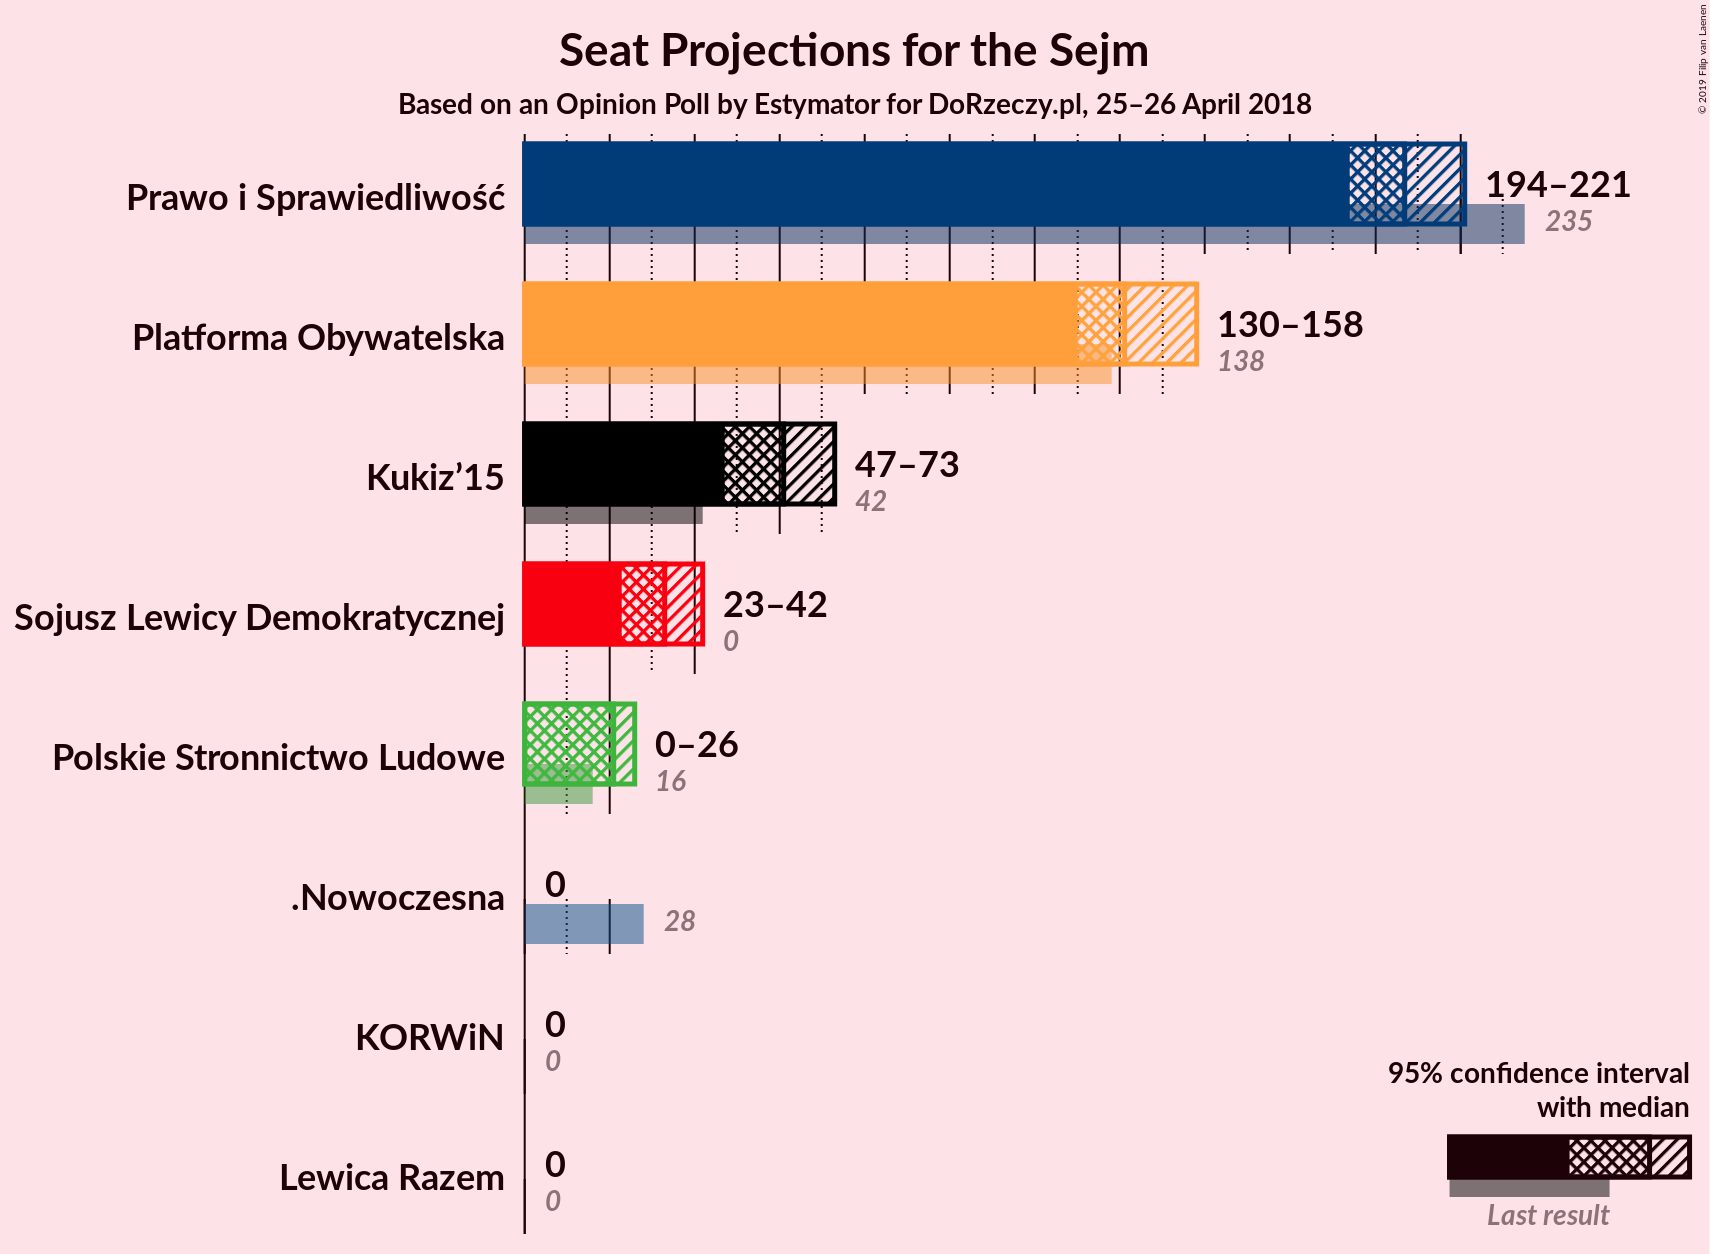 Seat Projections for the Sejm
Based on an Opinion Poll by Estymator for DoRzeczy.pl, 25–26 April 2018
© 2019 Filip van Laenen
Prawo i Sprawiedliwość
194–221
235
Platforma Obywatelska
130–158
138
Kukiz’15
47–73
42
Sojusz Lewicy Demokratycznej
23–42
0
Polskie Stronnictwo Ludowe
0–26
16
.Nowoczesna
0
28
KORWiN
0
0
Lewica Razem
0
0
95% confidence interval
with median
Last result